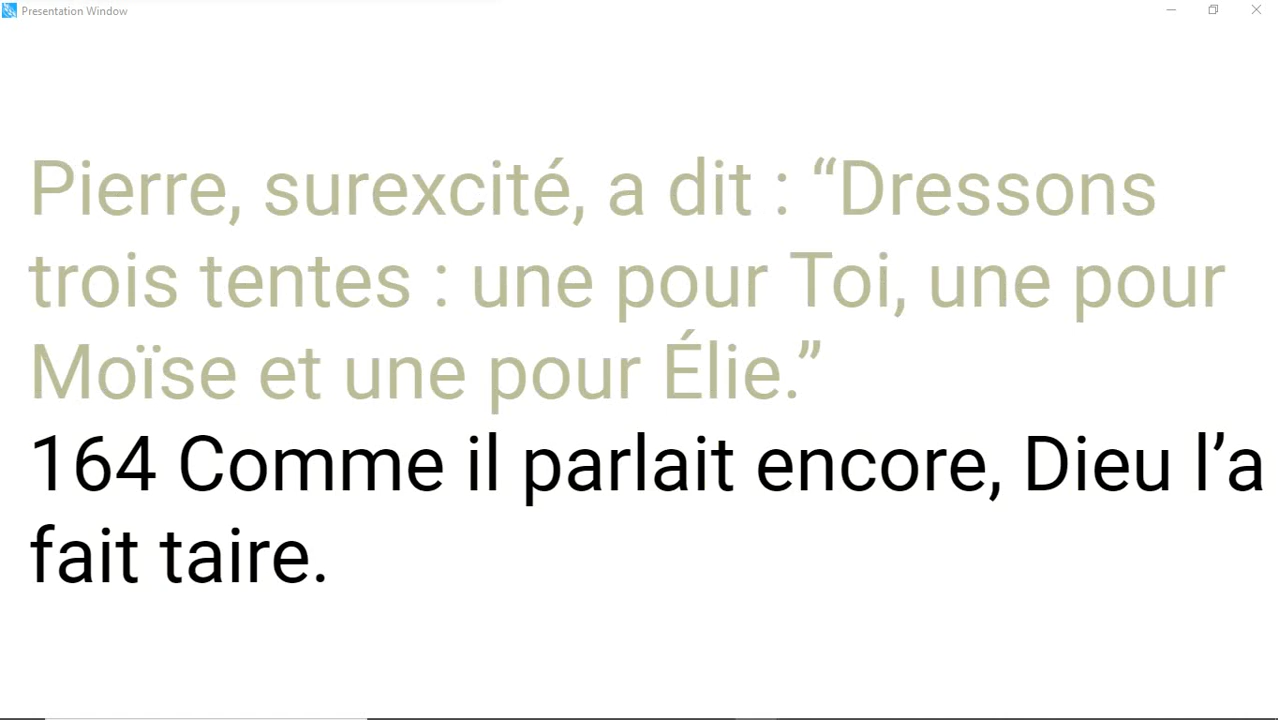 Presentation Window
Pierre, surexcité, a dit : “Dressons
trois tentes : une pour Toi, une pour
Moïse et une pour Élie.”
164 Comme il parlait encore, Dieu l’a
fait taire.